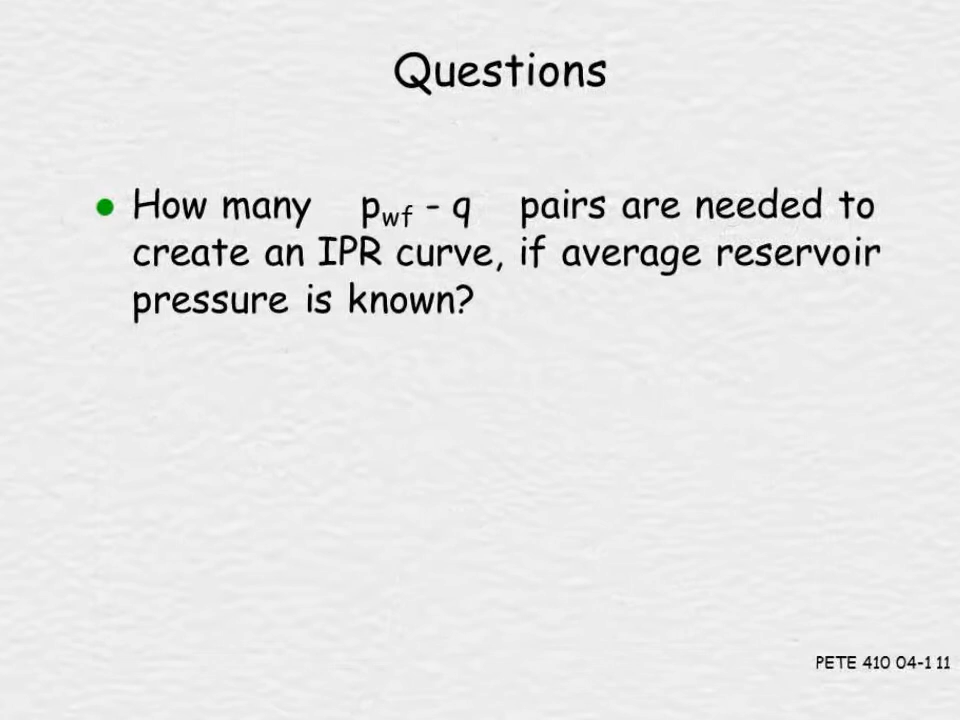 Questions
How many p_wf - q pairs are needed to
create an IPR curve, if average reservoir
pressure is known?
PETE 410 04-1 11